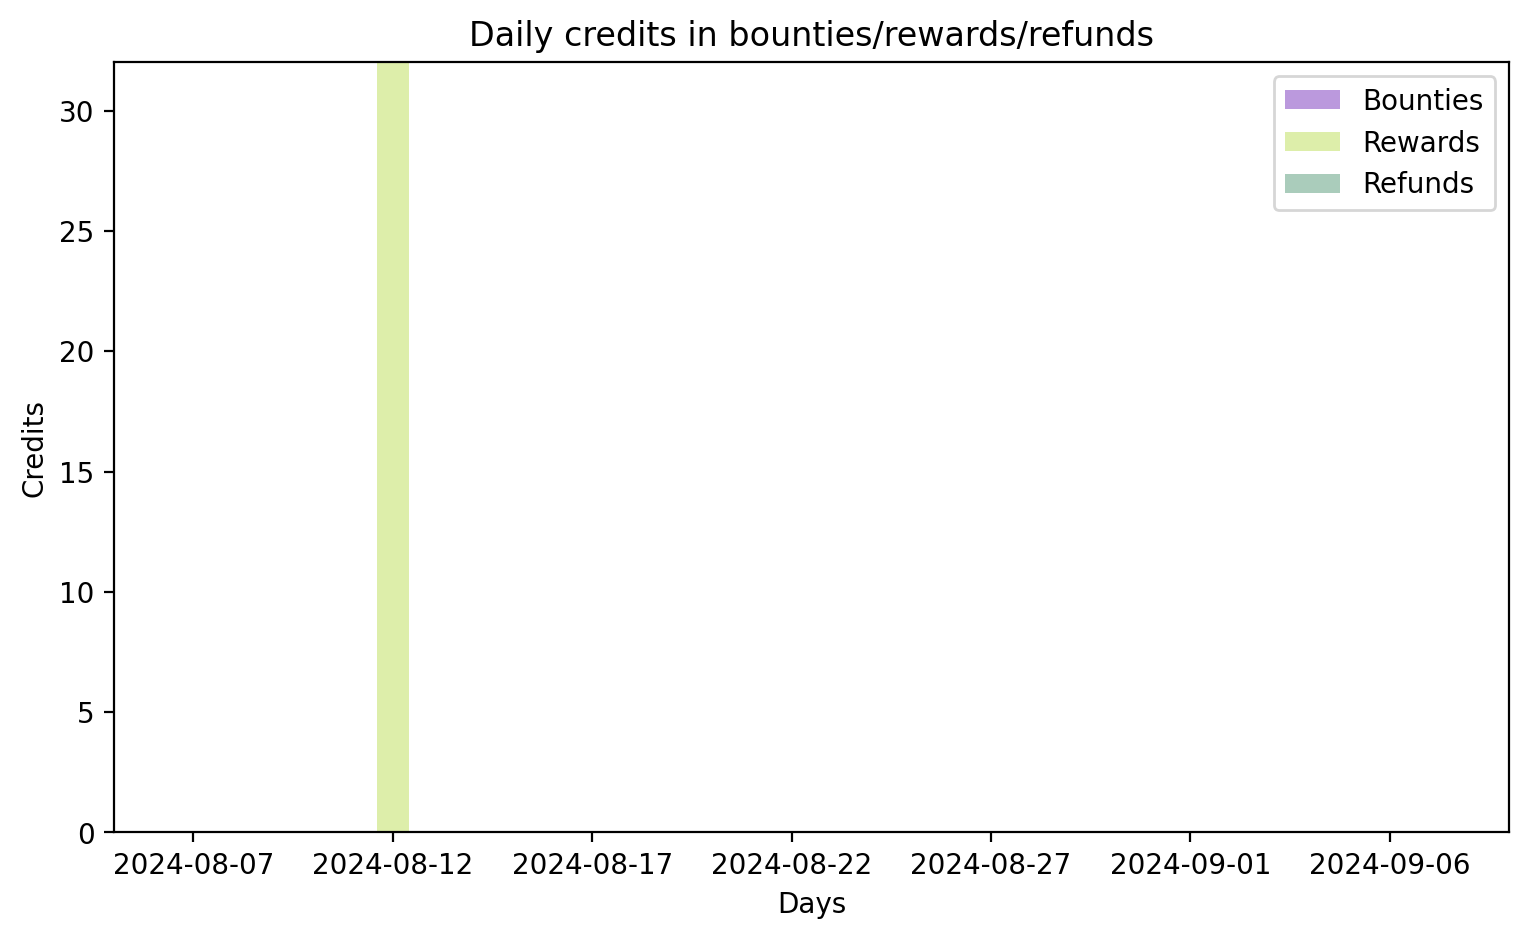 Daily credits in bounties/rewards/refunds
Bounties
Rewards
Refunds
30
25
20
15
10
5
0
Credits
2024-08-07 2024-08-12 2024-08-17 2024-08-22 2024-08-27 2024-09-01 2024-09-06
Days